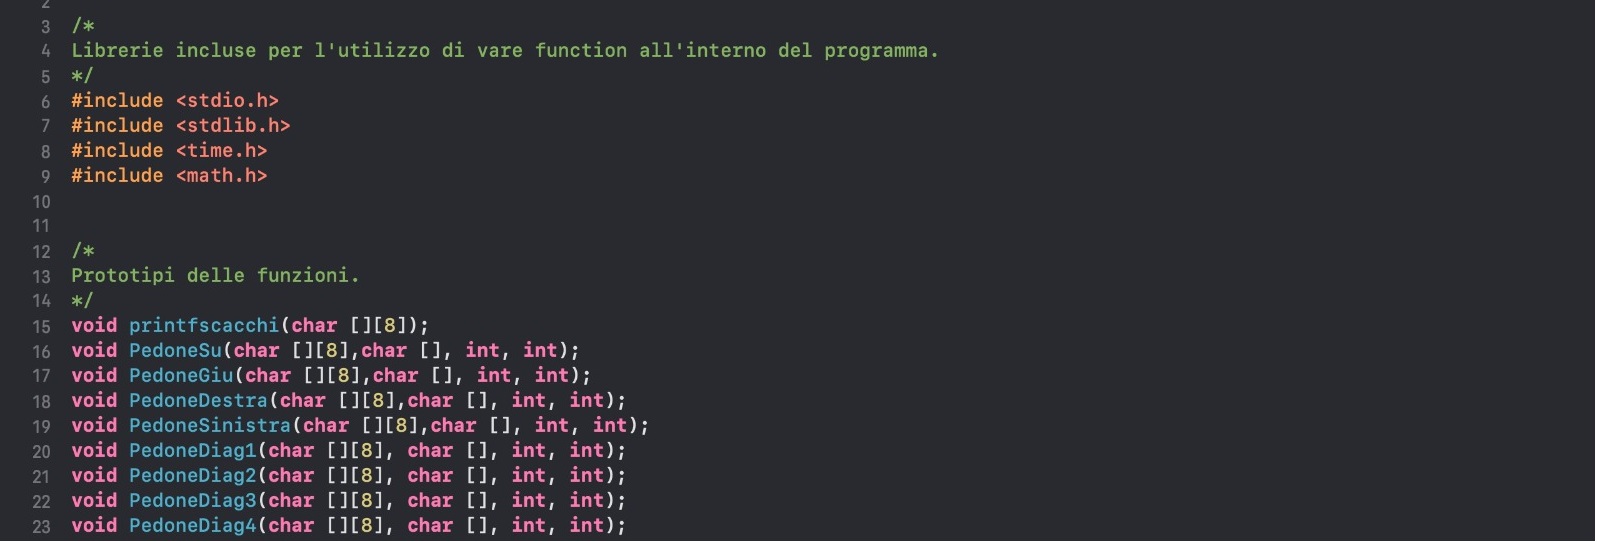 2
3 /*
4 Librerie incluse per l'utilizzo di vare function all'interno del programma.
5 */
6 #include <stdio.h>
7 #include <stdlib.h>
8 #include <time.h>
9 #include <math.h>
10
11
12 /*
13 Prototipi delle funzioni.
14 */
15 void printfscacchi(char [][8]);
16 void PedoneSu(char [][8],char [], int, int);
17 void PedoneGiu(char [][8],char [], int, int);
18 void PedoneDestra(char [][8],char [], int, int);
19 void PedoneSinistra(char [][8],char [], int, int);
20 void PedoneDiag1(char [][8], char [], int, int);
21 void PedoneDiag2(char [][8], char [], int, int);
22 void PedoneDiag3(char [][8], char [], int, int);
23 void PedoneDiag4(char [][8], char [], int, int);